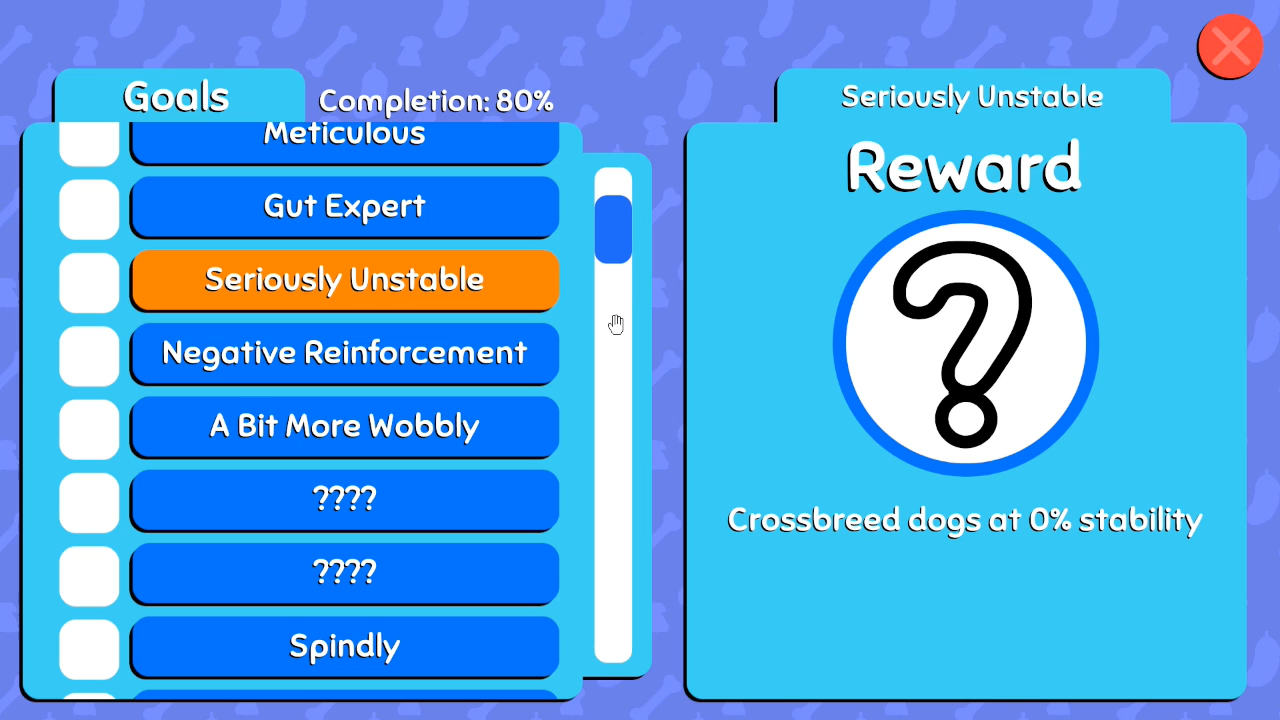 Goals
Completion: 80%
Meticulous
Gut Expert
Seriously Unstable
Negative Reinforcement
A Bit More Wobbly
????
????
Spindly
Seriously Unstable
Reward
?
Crossbreed dogs at 0% stability